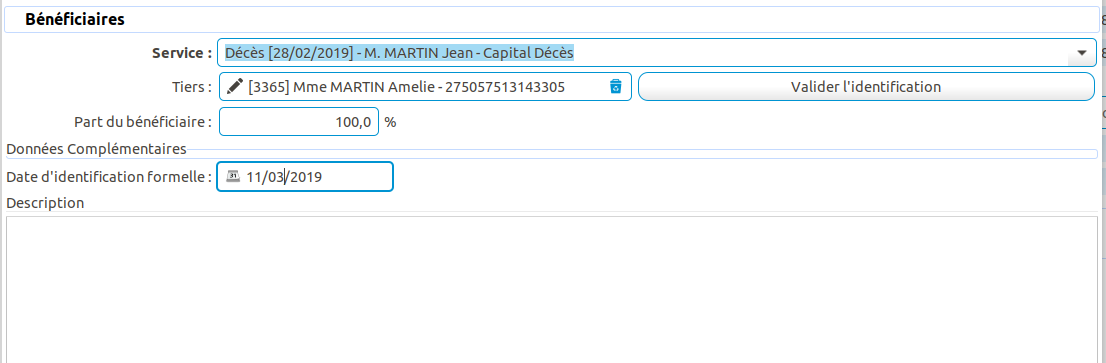 Bénéficiaires
Service : Décès [28/02/2019] - M. MARTIN Jean - Capital Décès
Tiers : [3365] Mme MARTIN Amelie - 275057513143305 Valider l'identification
Part du bénéficiaire : 100,0 %
Données Complémentaires
Date d'identification formelle : 31 11/03/2019
Description